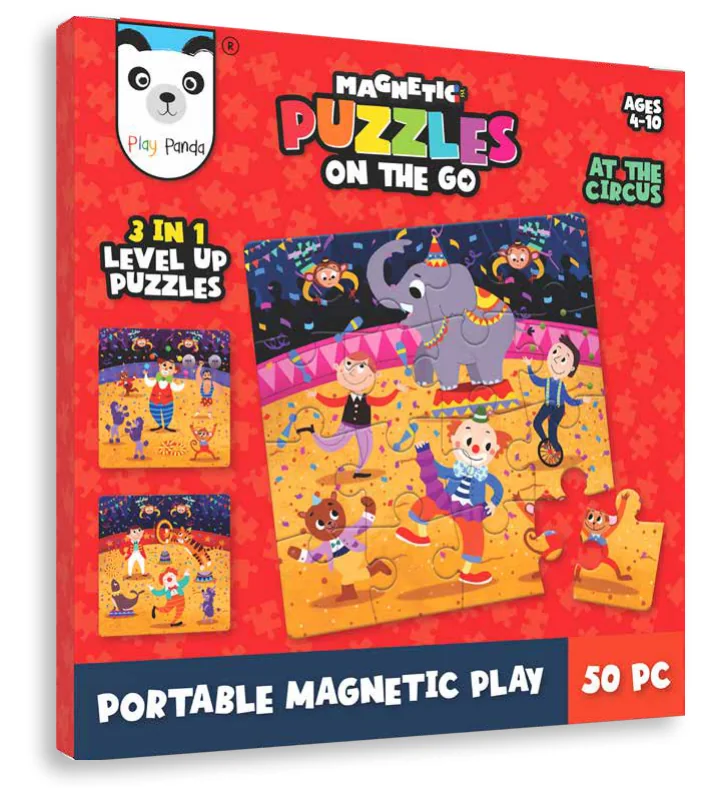 ®
Play Panda
MAGNETIC
PUZZLES
ON THE GO
AGES
4-10
AT THE
CIRCUS
3 IN 1
LEVEL UP
PUZZLES
PORTABLE MAGNETIC PLAY
50 PC